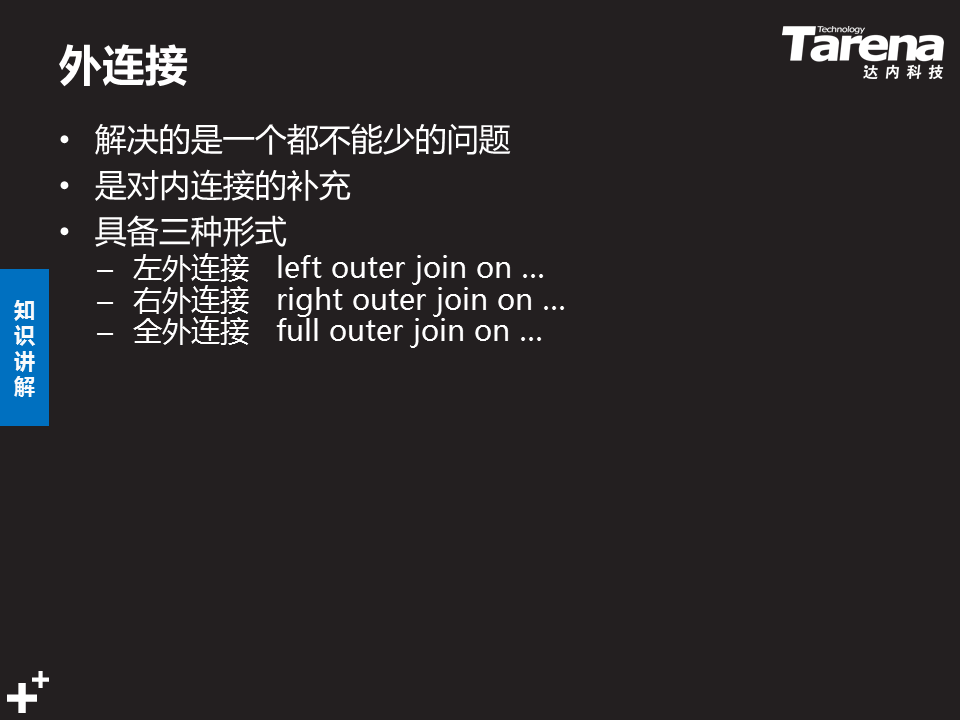 外连接
Technology
Tarena
达内科技
• 解决的是一个都不能少的问题
• 是对内连接的补充
• 具备三种形式
– 左外连接 left outer join on …
– 右外连接 right outer join on …
– 全外连接 full outer join on …
知
识
讲
解